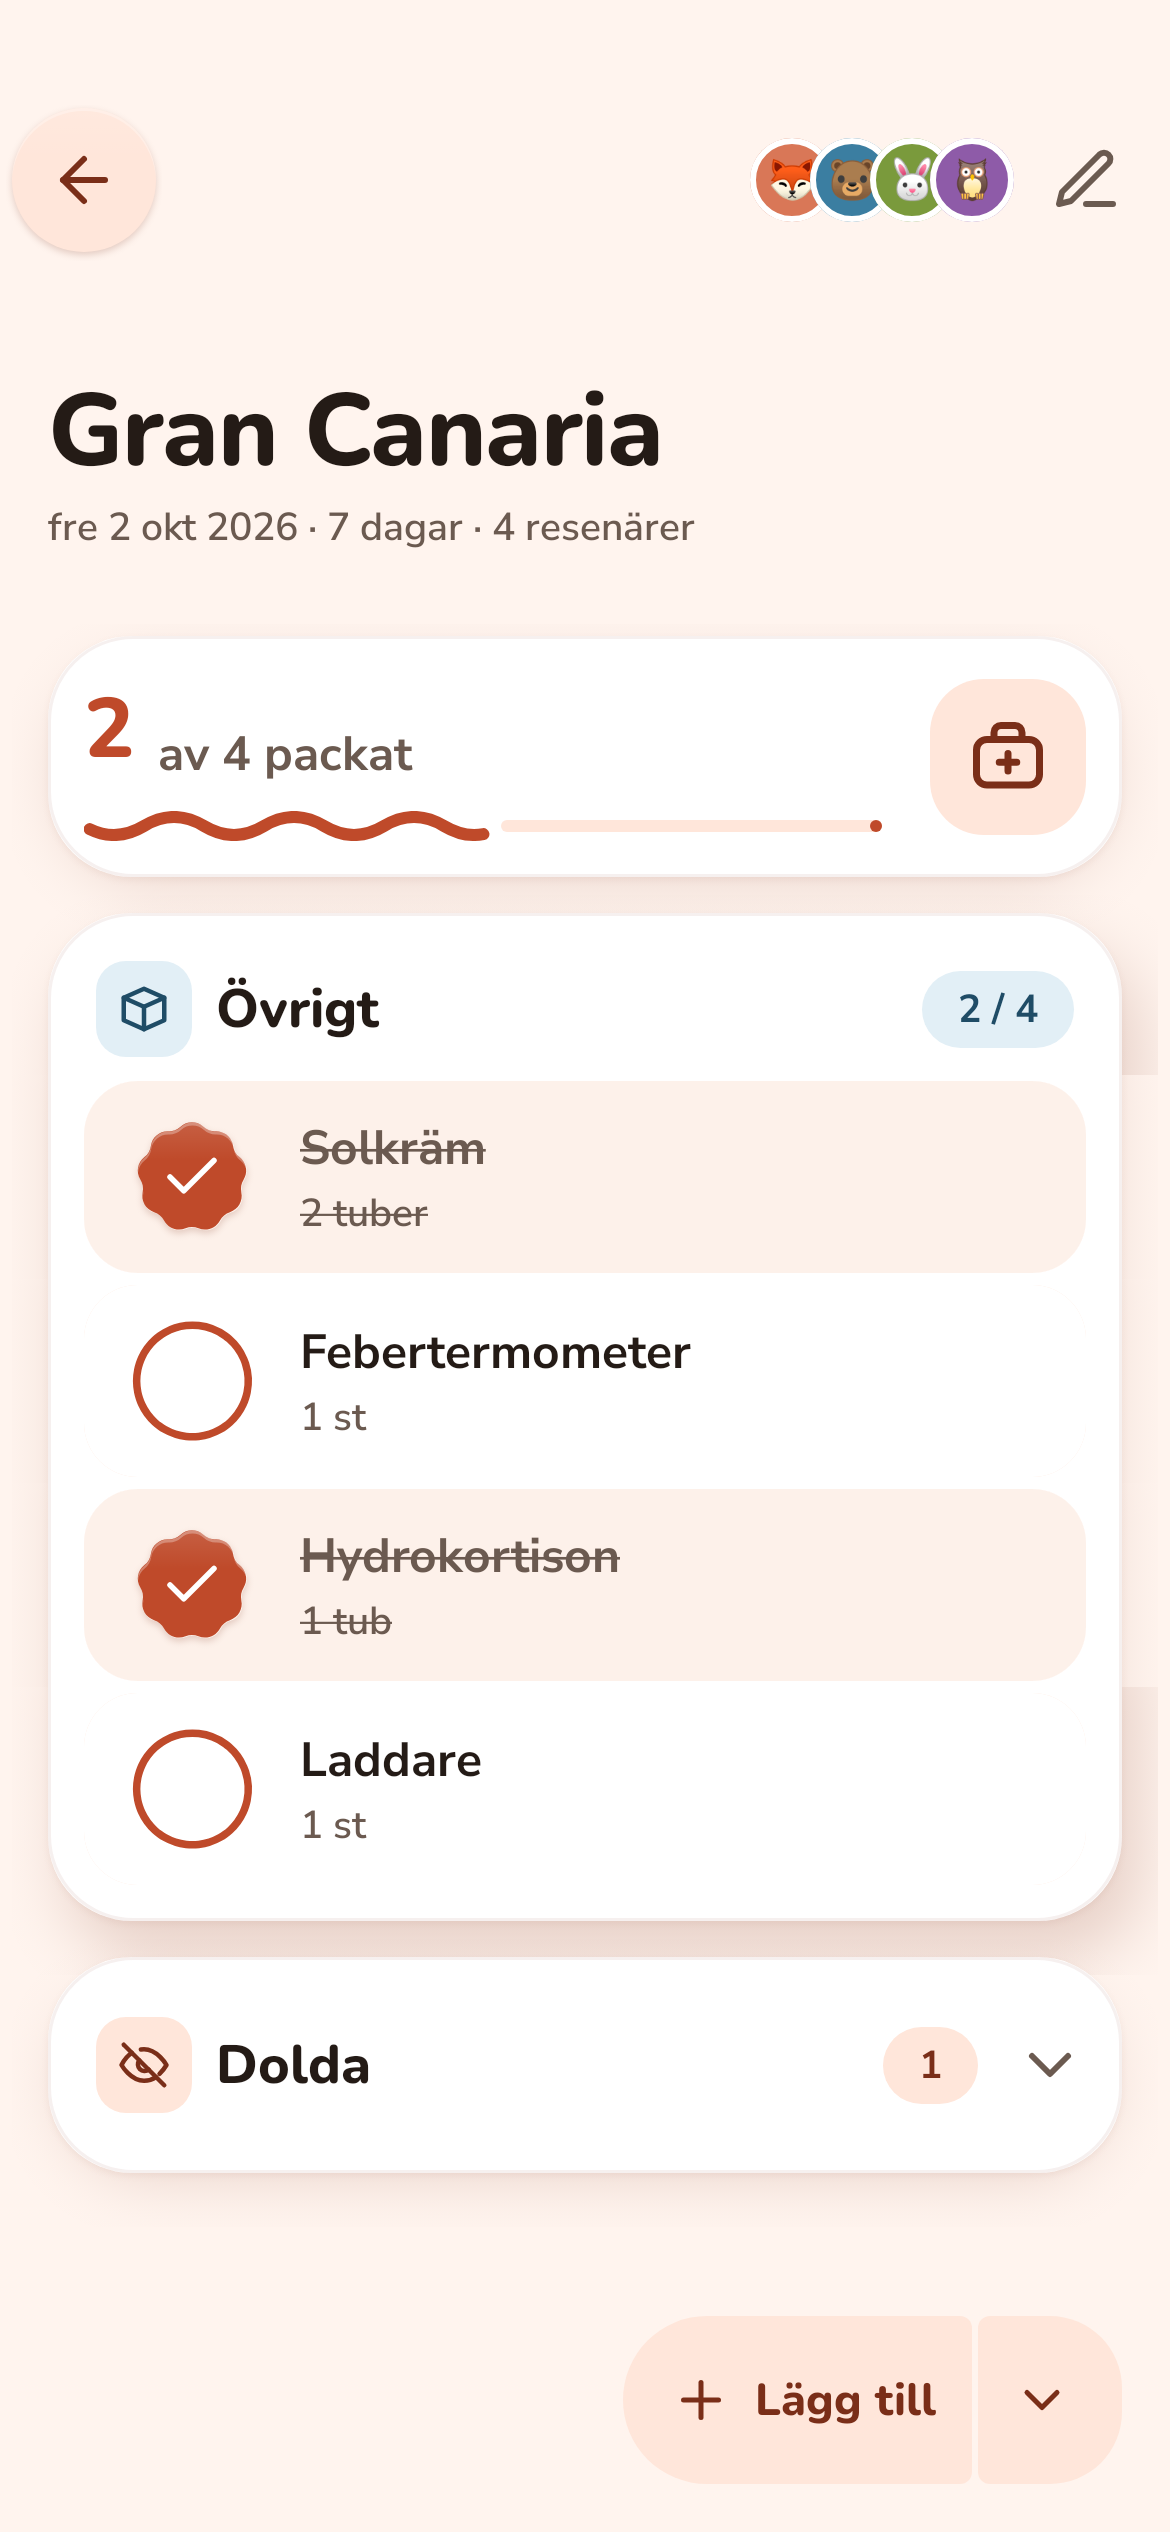 Gran Canaria
fre 2 okt 2026 · 7 dagar · 4 resenärer
2 av 4 packat
Övrigt
2 / 4
Solkräm
2 tuber
Febertermometer
1 st
Hydrokortison
1 tub
Laddare
1 st
Dolda
1
Lägg till